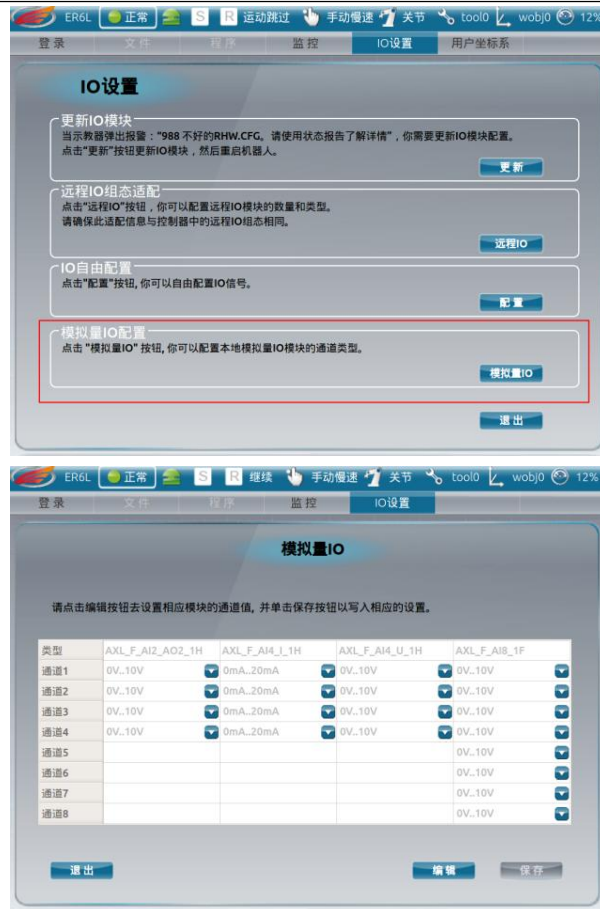 ER6L 正常 S R 运动跳过 手动慢速 关节 tool0 wobj0 12%
登录 文件 程序 监控 IO设置 用户坐标系
IO设置
更新IO模块
当示教器弹出报警:“988 不好的RHW.CFG。请使用状态报告了解详情”,你需要更新IO模块配置。
点击“更新”按钮更新IO模块,然后重启机器人。
更新
远程IO组态适配
点击“远程IO”按钮,你可以配置远程IO模块的数量和类型。
请确保此适配信息与控制器中的远程IO组态相同。
远程IO
IO自由配置
点击“配置”按钮, 你可以自由配置IO信号。
配置
模拟量IO配置
点击 “模拟量IO” 按钮, 你可以配置本地模拟量IO模块的通道类型。
模拟量IO
退出
ER6L 正常 S R 继续 手动慢速 关节 tool0 wobj0 12%
登录 文件 程序 监控 IO设置
模拟量IO
请点击编辑按钮去设置相应模块的通道值, 并单击保存按钮以写入相应的设置。
类型 AXL_F_AI2_AO2_1H AXL_F_AI4_I_1H AXL_F_AI4_U_1H AXL_F_AI8_1F
通道1 0V..10V 0mA..20mA 0V..10V 0V..10V
通道2 0V..10V 0mA..20mA 0V..10V 0V..10V
通道3 0V..10V 0mA..20mA 0V..10V 0V..10V
通道4 0V..10V 0mA..20mA 0V..10V 0V..10V
通道5 0V..10V
通道6 0V..10V
通道7 0V..10V
通道8 0V..10V
退出 编辑 保存